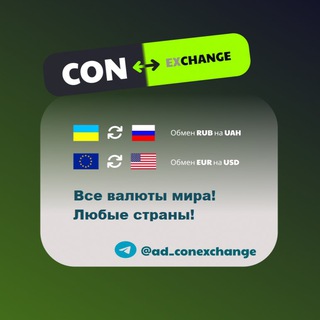 CON EXCHANGE
Обмен RUB на UAH
Обмен EUR на USD
Все валюты мира!
Любые страны!
@ad_conexchange